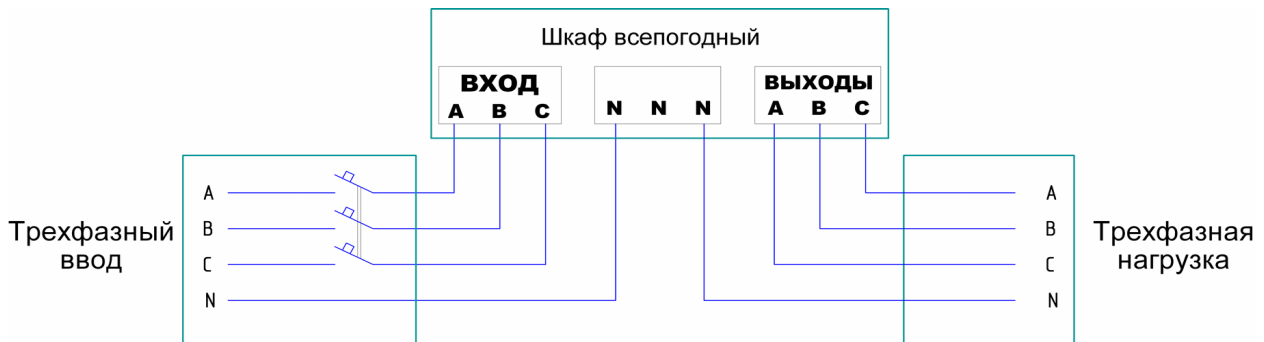 Шкаф всепогодный
ВХОД
A B C
N N N
ВЫХОДЫ
A B C
Трехфазный
ввод
A
B
C
N
A
B
C
N
Трехфазная
нагрузка